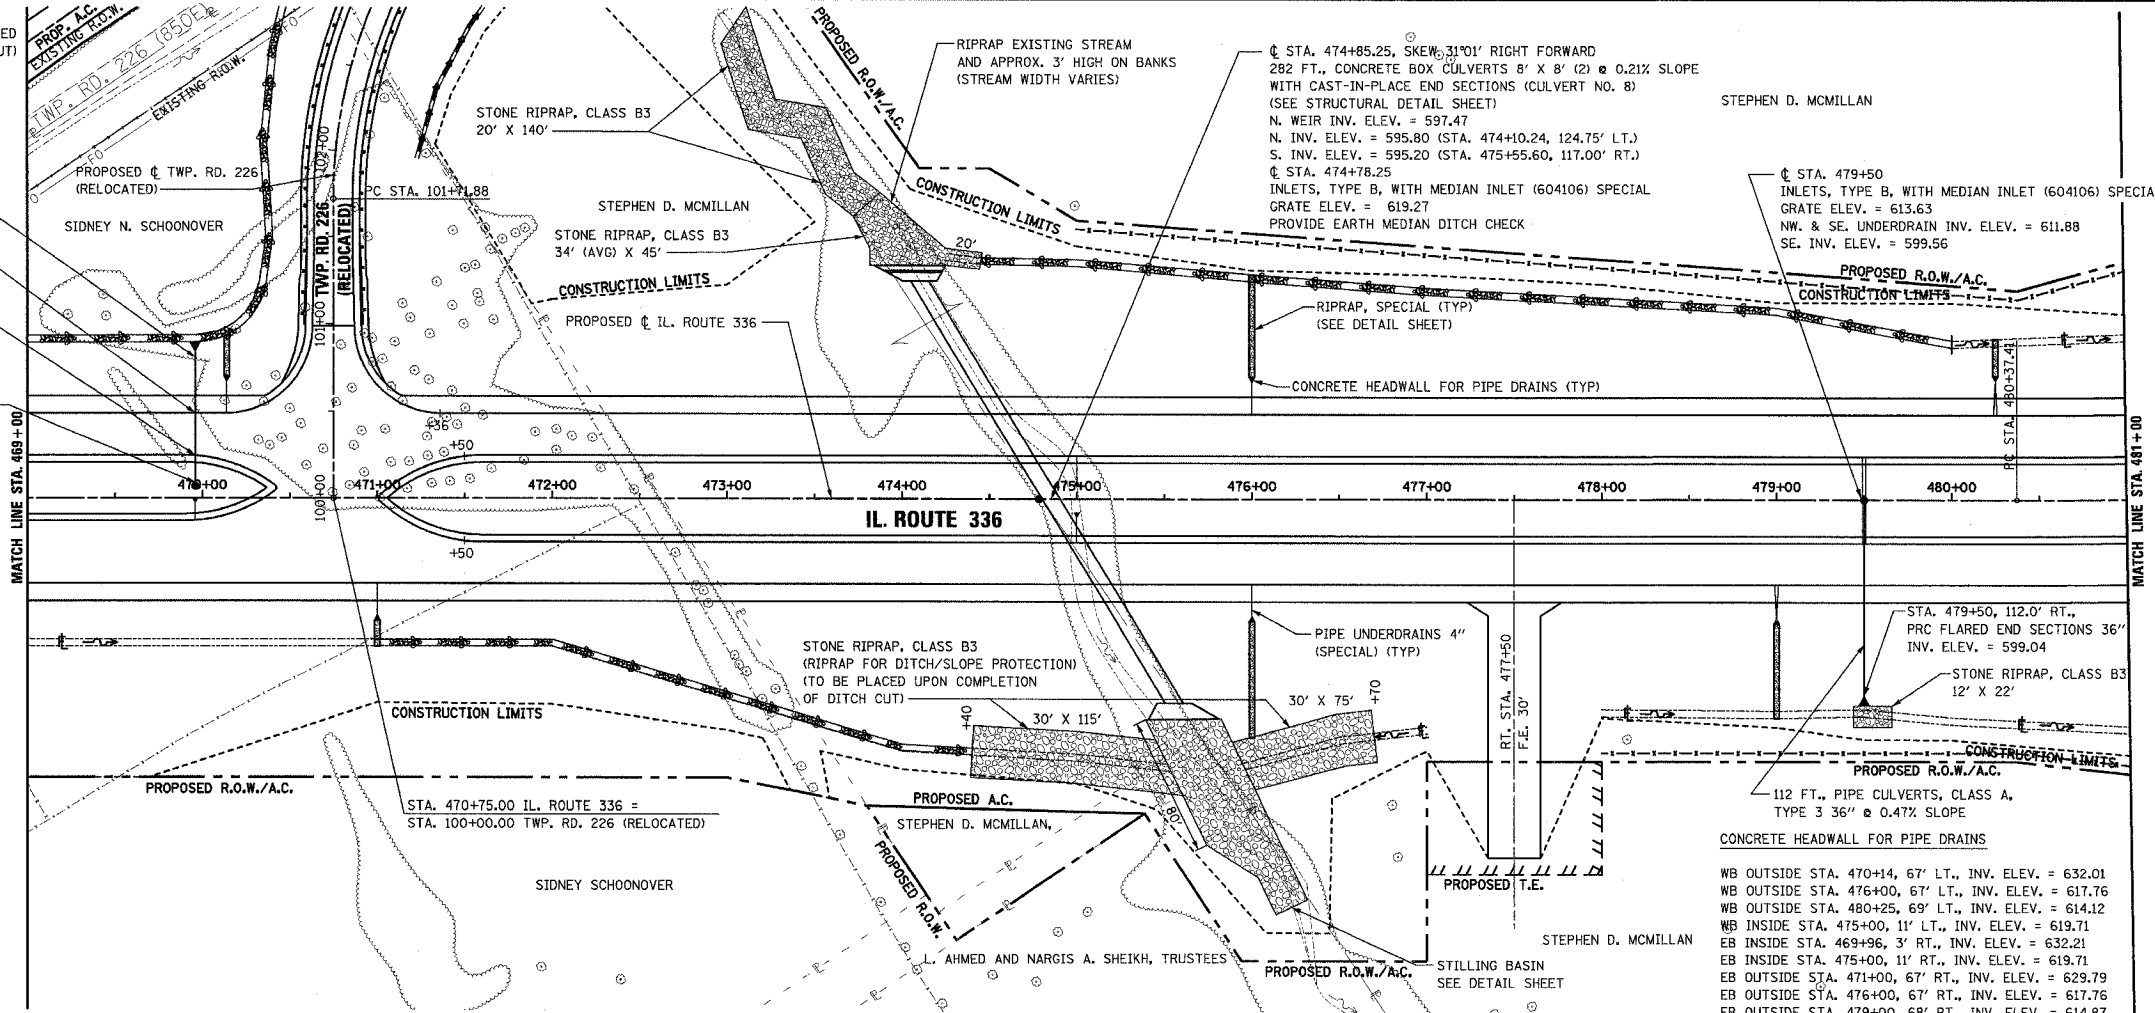 ED
UT)
PROP. A.C.
EXISTING R.O.W.
TWP. RD. 226 (850E)
EXISTING R.O.W.
PROPOSED ℄ TWP. RD. 226
(RELOCATED)
SIDNEY N. SCHOONOVER
102+00
101+00
100+00
TWP. RD. 226
(RELOCATED)
PC STA. 101+71.88
STONE RIPRAP, CLASS B3
20' X 140'
STEPHEN D. MCMILLAN
STONE RIPRAP, CLASS B3
34' (AVG) X 45'
CONSTRUCTION LIMITS
PROPOSED ℄ IL. ROUTE 336
PROPOSED R.O.W./A.C.
RIPRAP EXISTING STREAM
AND APPROX. 3' HIGH ON BANKS
(STREAM WIDTH VARIES)
CONSTRUCTION LIMITS
20'
℄ STA. 474+85.25, SKEW 31°01' RIGHT FORWARD
282 FT., CONCRETE BOX CULVERTS 8' X 8' (2) @ 0.21% SLOPE
WITH CAST-IN-PLACE END SECTIONS (CULVERT NO. 8)
(SEE STRUCTURAL DETAIL SHEET)
N. WEIR INV. ELEV. = 597.47
N. INV. ELEV. = 595.80 (STA. 474+10.24, 124.75' LT.)
S. INV. ELEV. = 595.20 (STA. 475+55.60, 117.00' RT.)
℄ STA. 474+78.25
INLETS, TYPE B, WITH MEDIAN INLET (604106) SPECIAL
GRATE ELEV. = 619.27
PROVIDE EARTH MEDIAN DITCH CHECK
STEPHEN D. MCMILLAN
℄ STA. 479+50
INLETS, TYPE B, WITH MEDIAN INLET (604106) SPECIA
GRATE ELEV. = 613.63
NW. & SE. UNDERDRAIN INV. ELEV. = 611.88
SE. INV. ELEV. = 599.56
PROPOSED R.O.W./A.C.
CONSTRUCTION LIMITS
RIPRAP, SPECIAL (TYP)
(SEE DETAIL SHEET)
CONCRETE HEADWALL FOR PIPE DRAINS (TYP)
PC STA. 480+37.41
MATCH LINE STA. 469+00
+36
+50
470+00
471+00
472+00
473+00
474+00
475+00
476+00
477+00
478+00
479+00
480+00
IL. ROUTE 336
+50
MATCH LINE STA. 481+00
STONE RIPRAP, CLASS B3
(RIPRAP FOR DITCH/SLOPE PROTECTION)
(TO BE PLACED UPON COMPLETION
OF DITCH CUT)
+40
30' X 115'
30' X 75'
+70
80'
PIPE UNDERDRAINS 4"
(SPECIAL) (TYP)
RT. STA. 477+50
F.E. 30'
STA. 479+50, 112.0' RT.,
PRC FLARED END SECTIONS 36"
INV. ELEV. = 599.04
STONE RIPRAP, CLASS B3
12' X 22'
CONSTRUCTION LIMITS
PROPOSED R.O.W./A.C.
112 FT., PIPE CULVERTS, CLASS A,
TYPE 3 36" @ 0.47% SLOPE
CONSTRUCTION LIMITS
PROPOSED R.O.W./A.C.
STA. 470+75.00 IL. ROUTE 336 =
STA. 100+00.00 TWP. RD. 226 (RELOCATED)
PROPOSED A.C.
STEPHEN D. MCMILLAN,
PROPOSED R.O.W.
SIDNEY SCHOONOVER
L. AHMED AND NARGIS A. SHEIKH, TRUSTEES
PROPOSED R.O.W./A.C.
PROPOSED T.E.
STILLING BASIN
SEE DETAIL SHEET
STEPHEN D. MCMILLAN
CONCRETE HEADWALL FOR PIPE DRAINS
WB OUTSIDE STA. 470+14, 67' LT., INV. ELEV. = 632.01
WB OUTSIDE STA. 476+00, 67' LT., INV. ELEV. = 617.76
WB OUTSIDE STA. 480+25, 69' LT., INV. ELEV. = 614.12
WB INSIDE STA. 475+00, 11' LT., INV. ELEV. = 619.71
EB INSIDE STA. 469+96, 3' RT., INV. ELEV. = 632.21
EB INSIDE STA. 475+00, 11' RT., INV. ELEV. = 619.71
EB OUTSIDE STA. 471+00, 67' RT., INV. ELEV. = 629.79
EB OUTSIDE STA. 476+00, 67' RT., INV. ELEV. = 617.76
EB OUTSIDE STA. 479+00, 68' RT., INV. ELEV. = 614.87